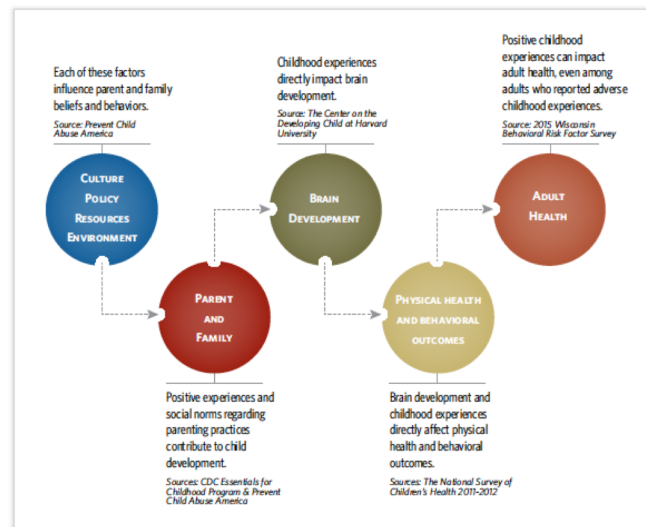 Each of these factors
influence parent and family
beliefs and behaviors.
Source: Prevent Child
Abuse America
CULTURE
POLICY
RESOURCES
ENVIRONMENT
PARENT
AND
FAMILY
Positive experiences and
social norms regarding
parenting practices
contribute to child
development.
Sources: CDC Essentials for
Childhood Program & Prevent
Child Abuse America
Childhood experiences
directly impact brain
development.
Source: The Center on the
Developing Child at Harvard
University
BRAIN
DEVELOPMENT
PHYSICAL HEALTH
AND BEHAVIORAL
OUTCOMES
Brain development and
childhood experiences
directly affect physical
health and behavioral
outcomes.
Sources: The National Survey of
Children's Health 2011-2012
Positive childhood
experiences can impact
adult health, even among
adults who reported adverse
childhood experiences.
Source: 2015 Wisconsin
Behavioral Risk Factor Survey
ADULT
HEALTH